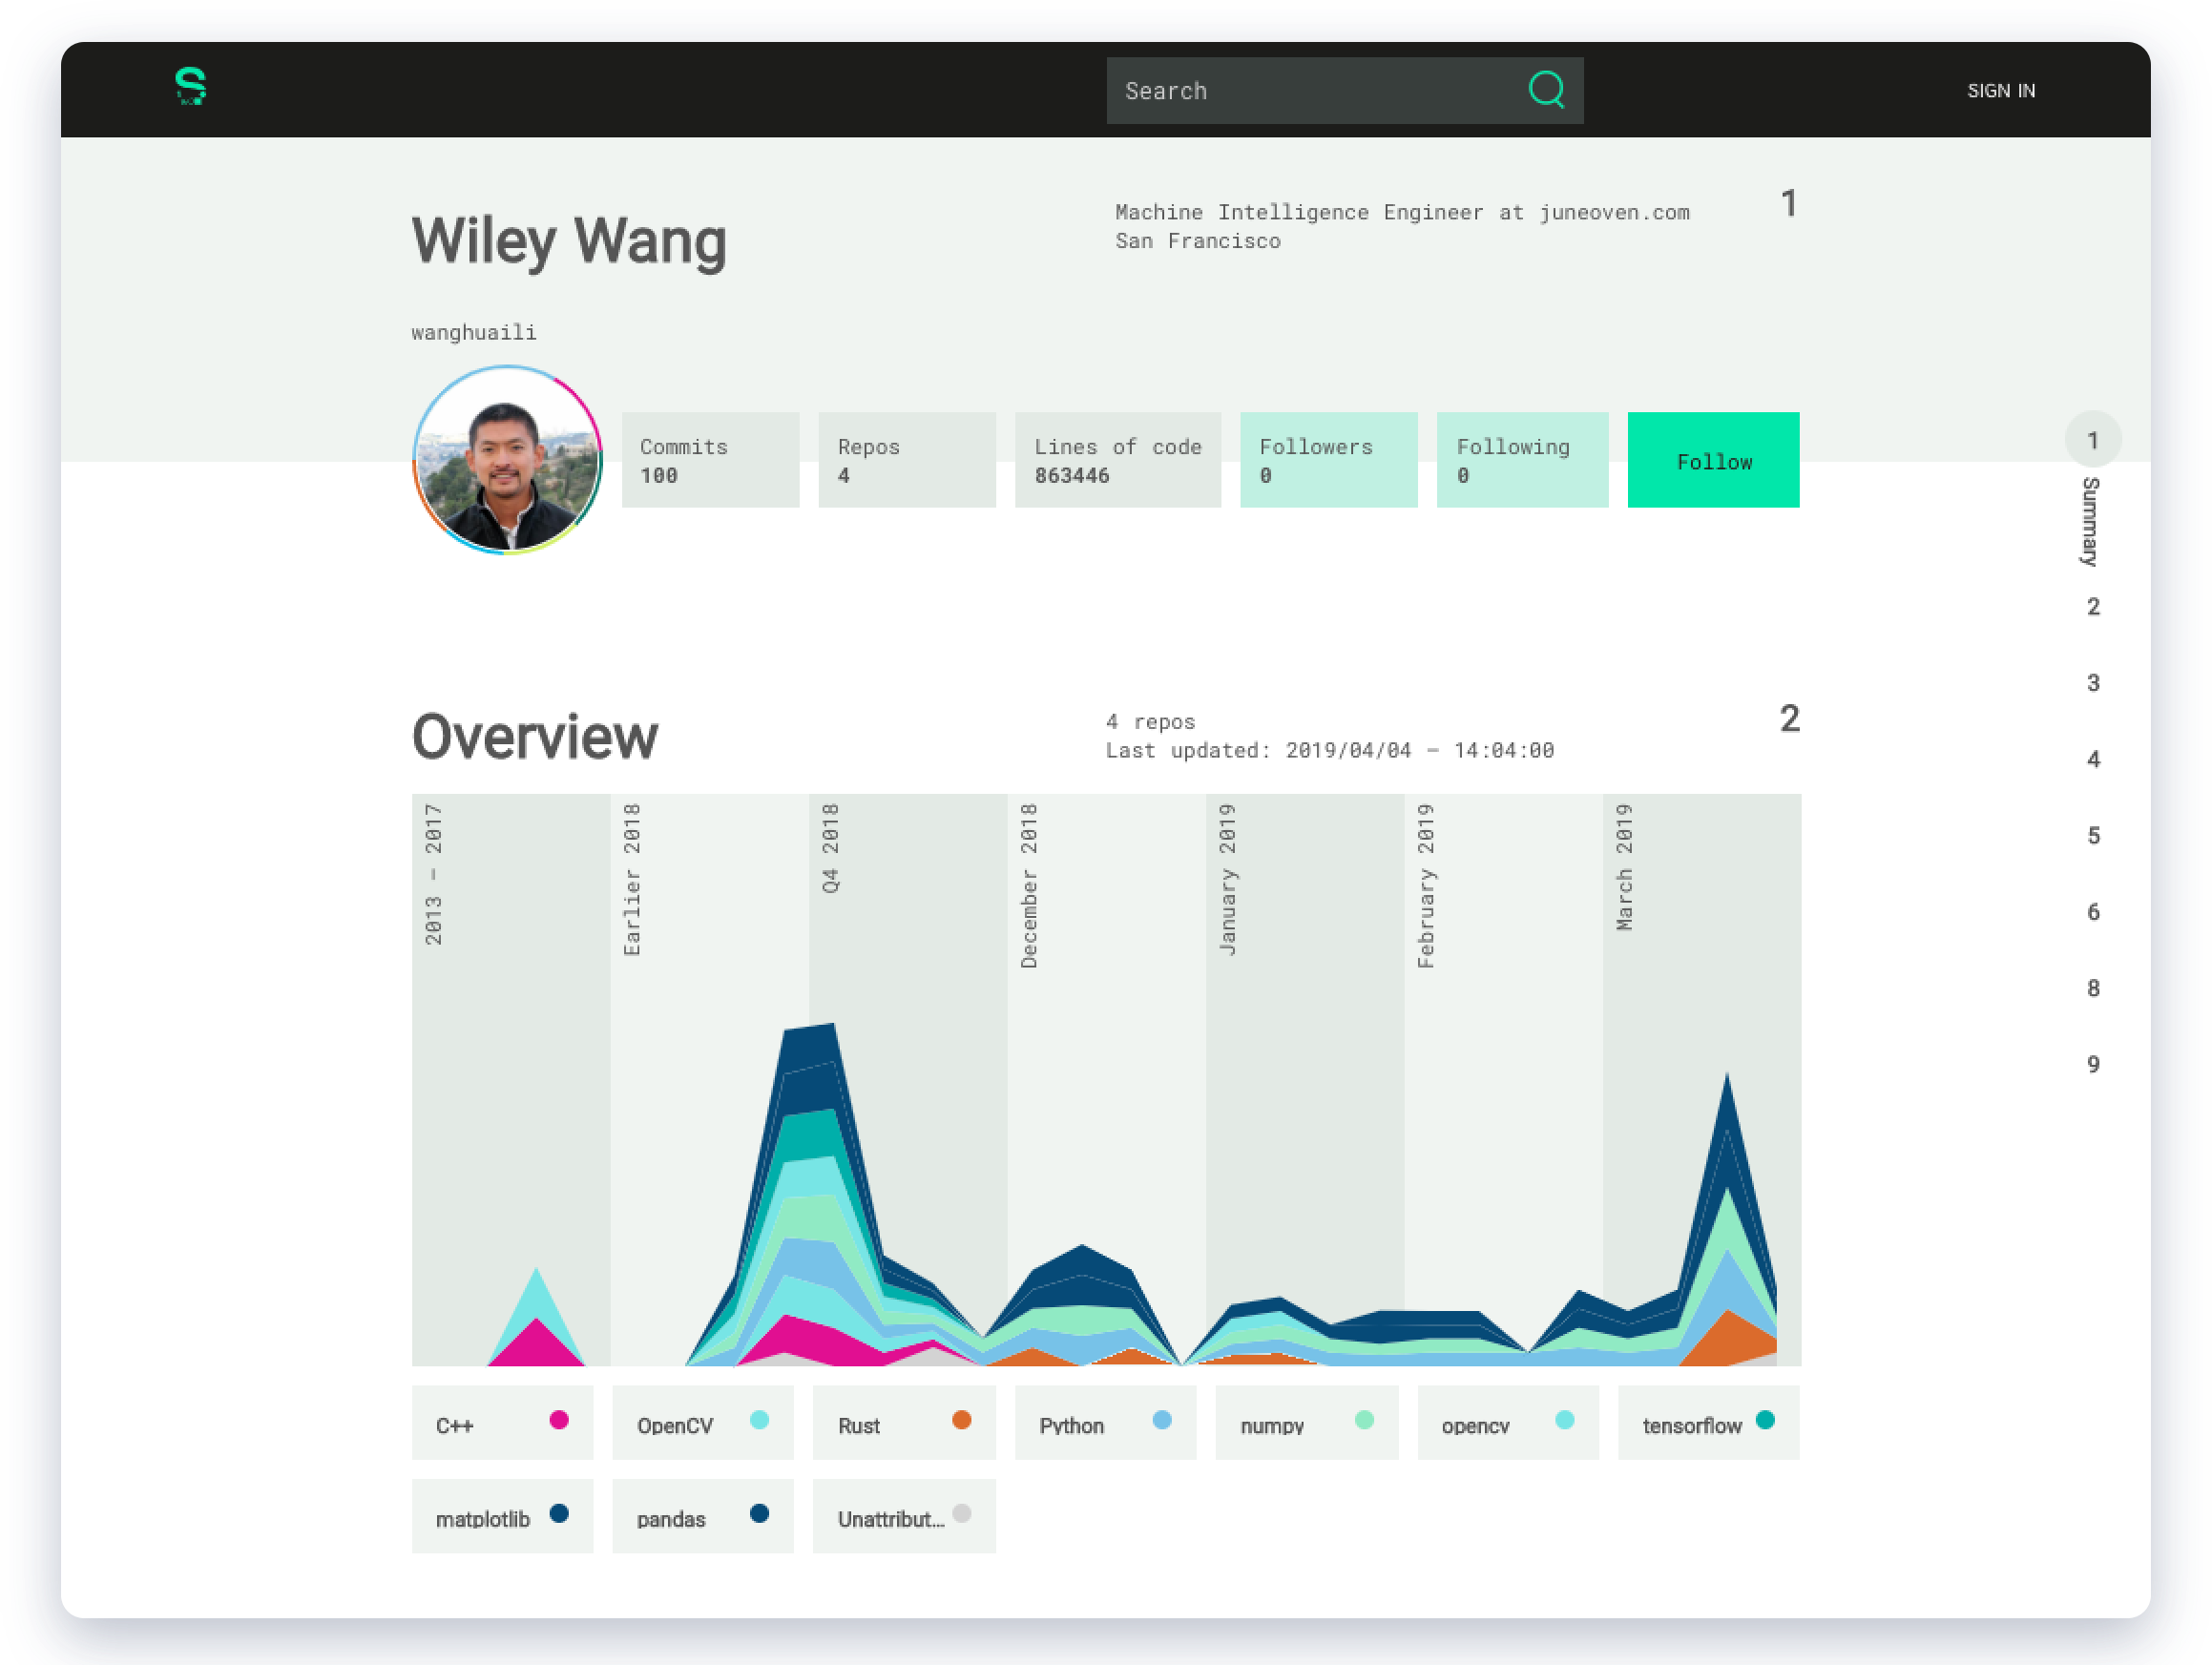 Search
SIGN IN
Wiley Wang
Machine Intelligence Engineer at juneoven.com
San Francisco
1
wanghuaili
Commits
100
Repos
4
Lines of code
863446
Followers
0
Following
0
Follow
1
Summary
2
3
4
5
6
8
9
Overview
4 repos
Last updated: 2019/04/04 – 14:04:00
2
2013 – 2017
Earlier 2018
Q4 2018
December 2018
January 2019
February 2019
March 2019
C++
OpenCV
Rust
Python
numpy
opencv
tensorflow
matplotlib
pandas
Unattribut...